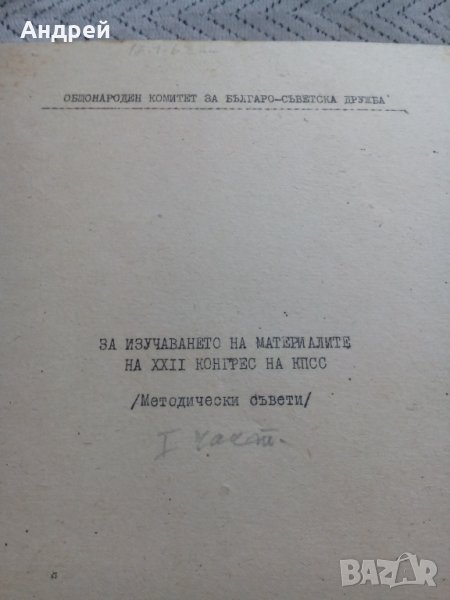 Андрей
ОБЩОНАРОДЕН КОМИТЕТ ЗА БЪЛГАРО-СЪВЕТСКА ДРУЖБА
ЗА ИЗУЧАВАНЕТО НА МАТЕРИАЛИТЕ
НА XXII КОНГРЕС НА КПСС
/Методически съвети/
I част.
BAZAR